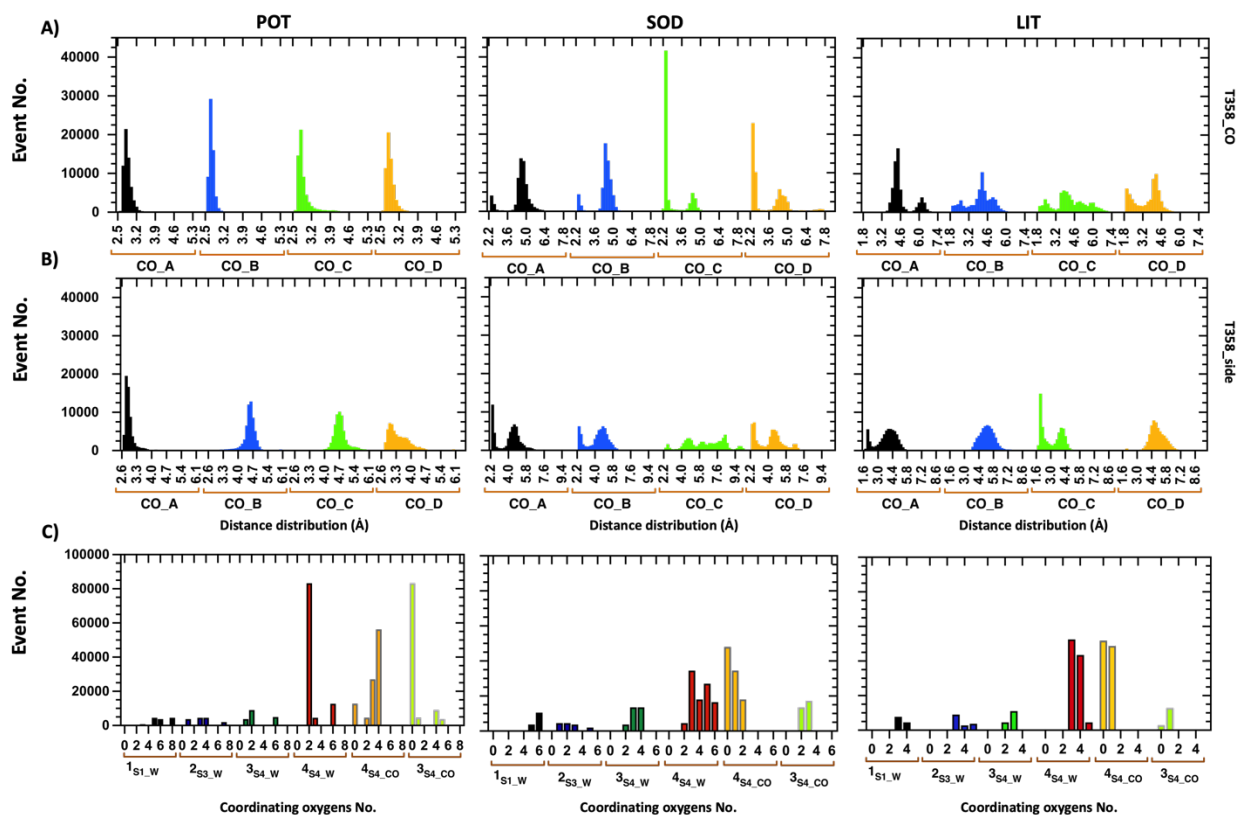 POT SOD LIT
A)
Event No.
40000
30000
20000
10000
0
2.5 3.2 3.9 4.6 5.3 2.5 3.2 3.9 4.6 5.3 2.5 3.2 3.9 4.6 5.3 2.5 3.2 3.9 4.6 5.3
CO_A CO_B CO_C CO_D
2.2 3.6 5.0 6.4 7.8 2.2 3.6 5.0 6.4 7.8 2.2 3.6 5.0 6.4 7.8 2.2 3.6 5.0 6.4 7.8
CO_A CO_B CO_C CO_D
1.8 3.2 4.6 6.0 7.4 1.8 3.2 4.6 6.0 7.4 1.8 3.2 4.6 6.0 7.4 1.8 3.2 4.6 6.0 7.4
CO_A CO_B CO_C CO_D
T358_CO
B)
Event No.
40000
30000
20000
10000
0
2.6 3.3 4.0 4.7 5.4 6.1 2.6 3.3 4.0 4.7 5.4 6.1 2.6 3.3 4.0 4.7 5.4 6.1 2.6 3.3 4.0 4.7 5.4 6.1
CO_A CO_B CO_C CO_D
Distance distribution (Å)
2.2 4.0 5.8 7.6 9.4 2.2 4.0 5.8 7.6 9.4 2.2 4.0 5.8 7.6 9.4 2.2 4.0 5.8 7.6 9.4
CO_A CO_B CO_C CO_D
Distance distribution (Å)
1.6 3.0 4.4 5.8 7.2 8.6 1.6 3.0 4.4 5.8 7.2 8.6 1.6 3.0 4.4 5.8 7.2 8.6 1.6 3.0 4.4 5.8 7.2 8.6
CO_A CO_B CO_C CO_D
Distance distribution (Å)
T358_side
C)
Event No.
100000
80000
60000
40000
20000
0
0 2 4 6 8 0 2 4 6 8 0 2 4 6 8 0 2 4 6 8 0 2 4 6 8 0 2 4 6 8
1S1_W 2S3_W 3S4_W 4S4_W 4S4_CO 3S4_CO
Coordinating oxygens No.
0 2 4 6 0 2 4 6 0 2 4 6 0 2 4 6 0 2 4 6 0 2 4 6
1S1_W 2S3_W 3S4_W 4S4_W 4S4_CO 3S4_CO
Coordinating oxygens No.
0 2 4 0 2 4 0 2 4 0 2 4 0 2 4 0 2 4
1S1_W 2S3_W 3S4_W 4S4_W 4S4_CO 3S4_CO
Coordinating oxygens No.